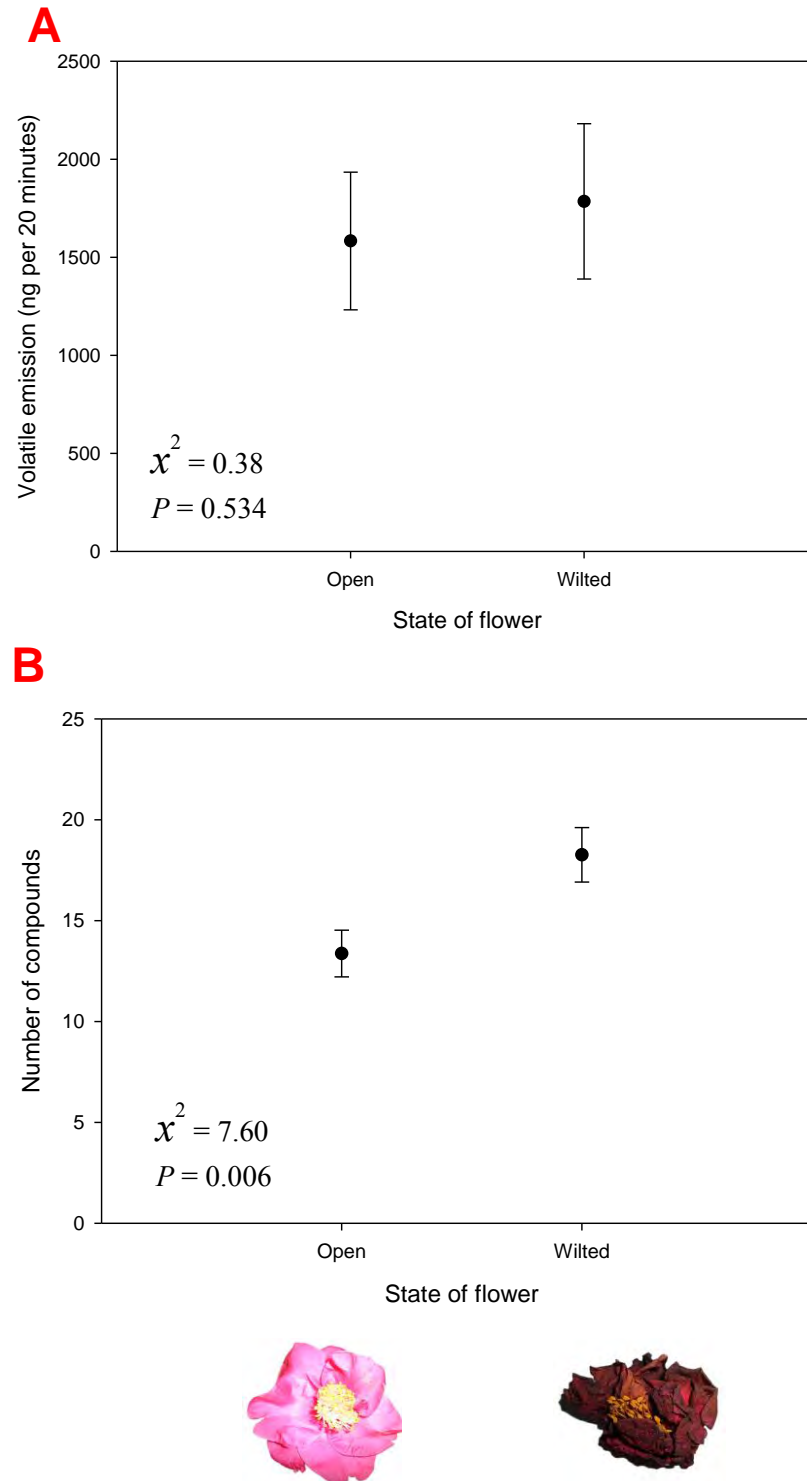 A
2500
2000
1500
1000
500
0
Volatile emission (ng per 20 minutes)
x² = 0.38
P = 0.534
Open Wilted
State of flower
B
25
20
15
10
5
0
Number of compounds
x² = 7.60
P = 0.006
Open Wilted
State of flower